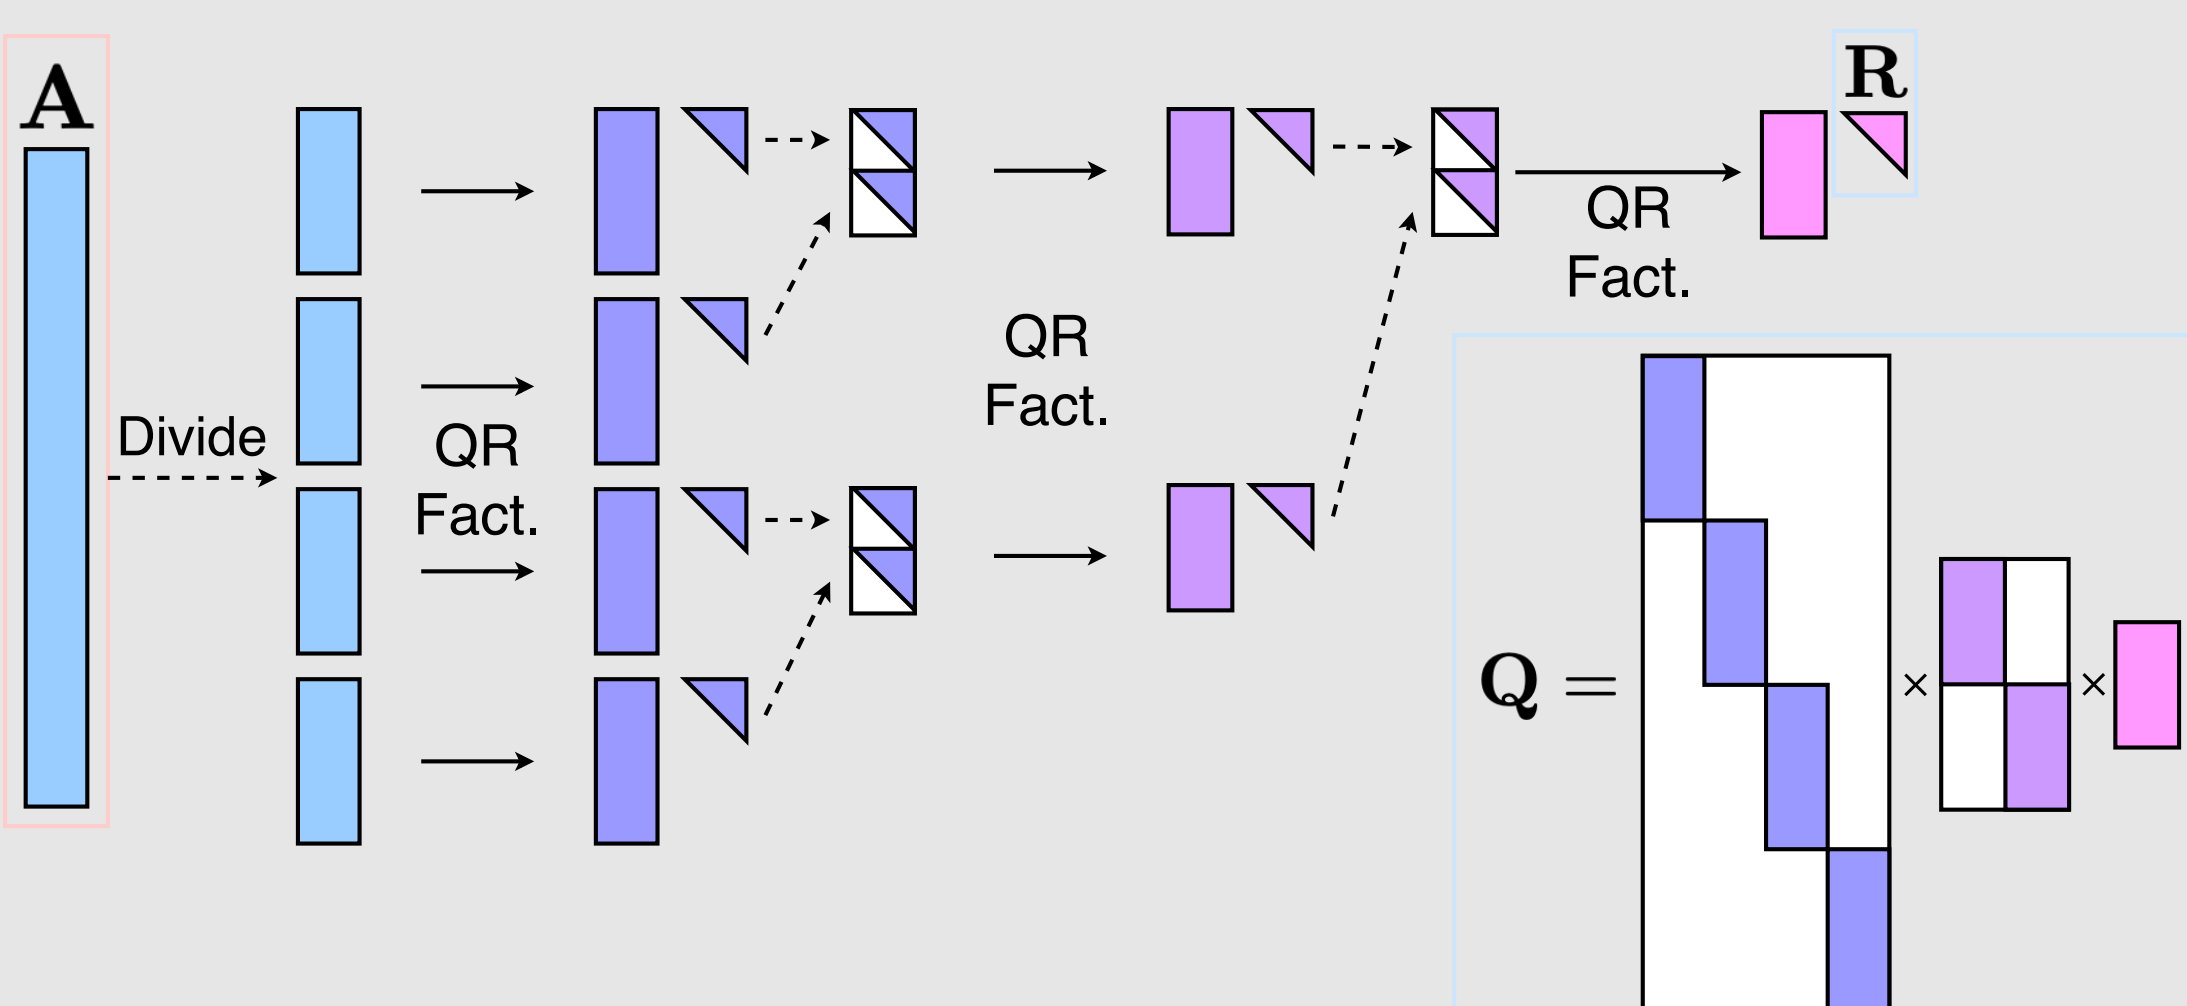 A
Divide
QR
Fact.
QR
Fact.
QR
Fact.
R
Q = × ×